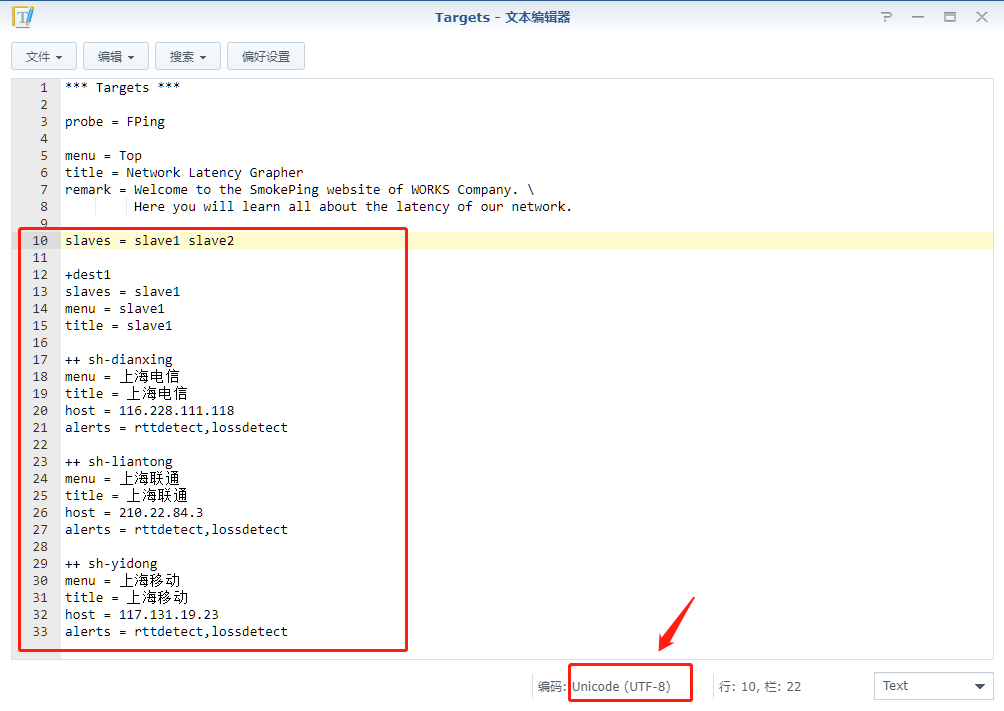 Targets - 文本编辑器
文件 编辑 搜索 偏好设置
1 *** Targets ***
2
3 probe = FPing
4
5 menu = Top
6 title = Network Latency Grapher
7 remark = Welcome to the SmokePing website of WORKS Company. \
8 Here you will learn all about the latency of our network.
9
10 slaves = slave1 slave2
11
12 +dest1
13 slaves = slave1
14 menu = slave1
15 title = slave1
16
17 ++ sh-dianxing
18 menu = 上海电信
19 title = 上海电信
20 host = 116.228.111.118
21 alerts = rttdetect,lossdetect
22
23 ++ sh-liantong
24 menu = 上海联通
25 title = 上海联通
26 host = 210.22.84.3
27 alerts = rttdetect,lossdetect
28
29 ++ sh-yidong
30 menu = 上海移动
31 title = 上海移动
32 host = 117.131.19.23
33 alerts = rttdetect,lossdetect
编码: Unicode (UTF-8) 行: 10, 栏: 22 Text